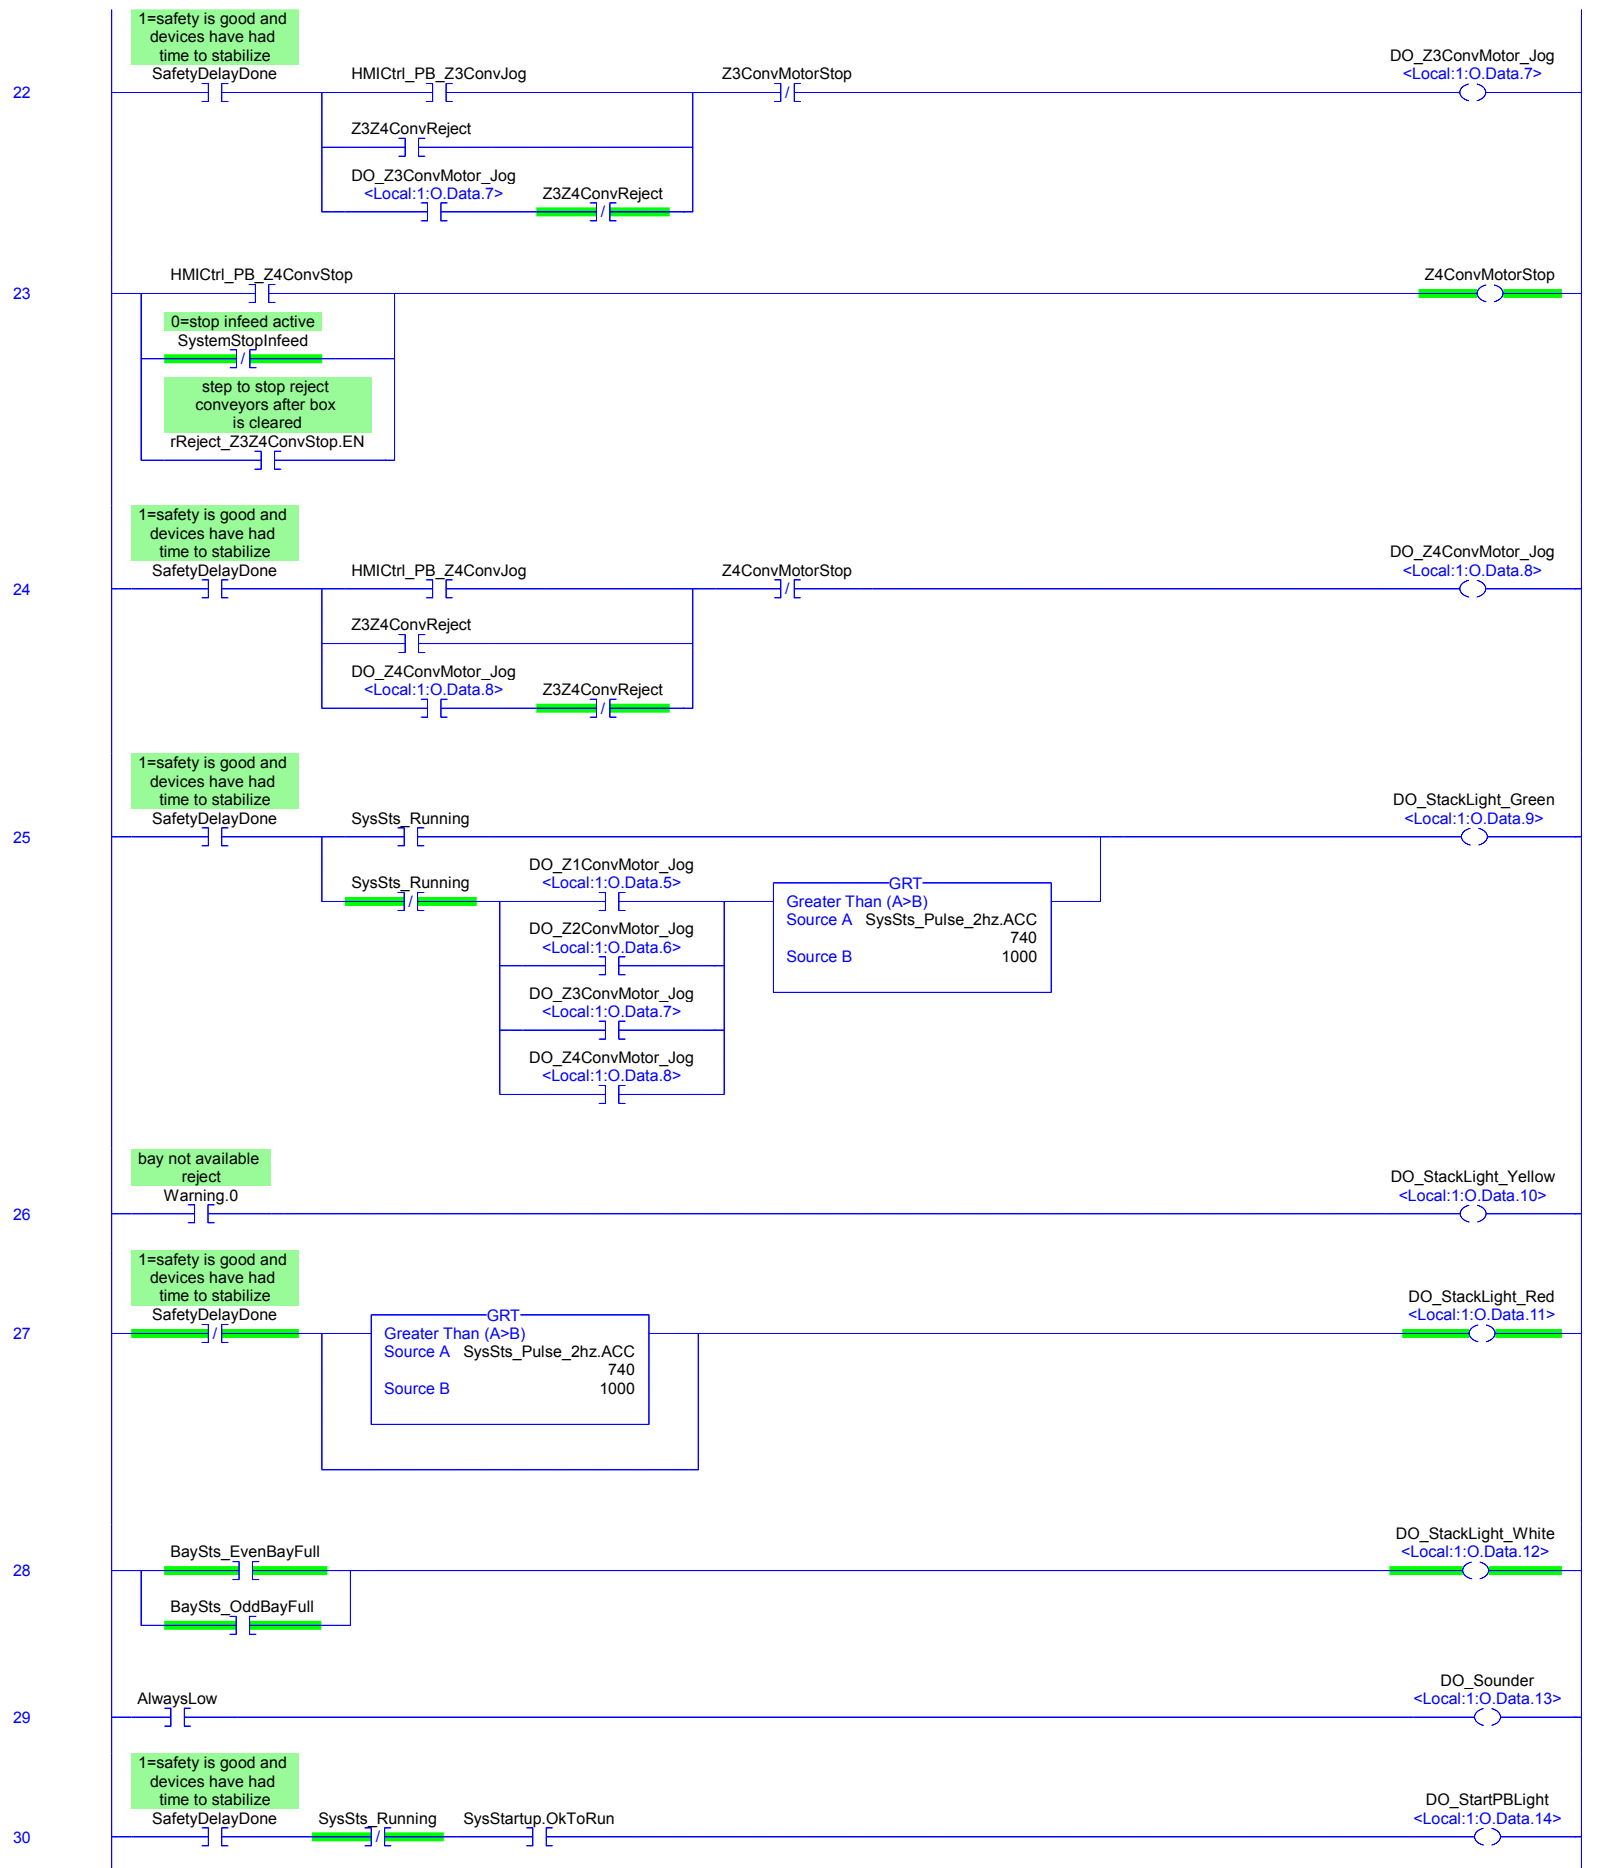 1=safety is good and
devices have had
time to stabilize
SafetyDelayDone
HMICtrl_PB_Z3ConvJog
Z3ConvMotorStop
DO_Z3ConvMotor_Jog
<Local:1:O.Data.7>
22
Z3Z4ConvReject
DO_Z3ConvMotor_Jog
<Local:1:O.Data.7>
Z3Z4ConvReject
HMICtrl_PB_Z4ConvStop
Z4ConvMotorStop
23
0=stop infeed active
SystemStopInfeed
step to stop reject
conveyors after box
is cleared
rReject_Z3Z4ConvStop.EN
1=safety is good and
devices have had
time to stabilize
SafetyDelayDone
HMICtrl_PB_Z4ConvJog
Z4ConvMotorStop
DO_Z4ConvMotor_Jog
<Local:1:O.Data.8>
24
Z3Z4ConvReject
DO_Z4ConvMotor_Jog
<Local:1:O.Data.8>
Z3Z4ConvReject
1=safety is good and
devices have had
time to stabilize
SafetyDelayDone
SysSts_Running
DO_StackLight_Green
<Local:1:O.Data.9>
25
SysSts_Running
DO_Z1ConvMotor_Jog
<Local:1:O.Data.5>
DO_Z2ConvMotor_Jog
<Local:1:O.Data.6>
DO_Z3ConvMotor_Jog
<Local:1:O.Data.7>
DO_Z4ConvMotor_Jog
<Local:1:O.Data.8>
GRT
Greater Than (A>B)
Source A SysSts_Pulse_2hz.ACC
740
Source B 1000
bay not available
reject
Warning.0
DO_StackLight_Yellow
<Local:1:O.Data.10>
26
1=safety is good and
devices have had
time to stabilize
SafetyDelayDone
DO_StackLight_Red
<Local:1:O.Data.11>
27
GRT
Greater Than (A>B)
Source A SysSts_Pulse_2hz.ACC
740
Source B 1000
BaySts_EvenBayFull
DO_StackLight_White
<Local:1:O.Data.12>
28
BaySts_OddBayFull
AlwaysLow
DO_Sounder
<Local:1:O.Data.13>
29
1=safety is good and
devices have had
time to stabilize
SafetyDelayDone
SysSts_Running
SysStartup.OkToRun
DO_StartPBLight
<Local:1:O.Data.14>
30